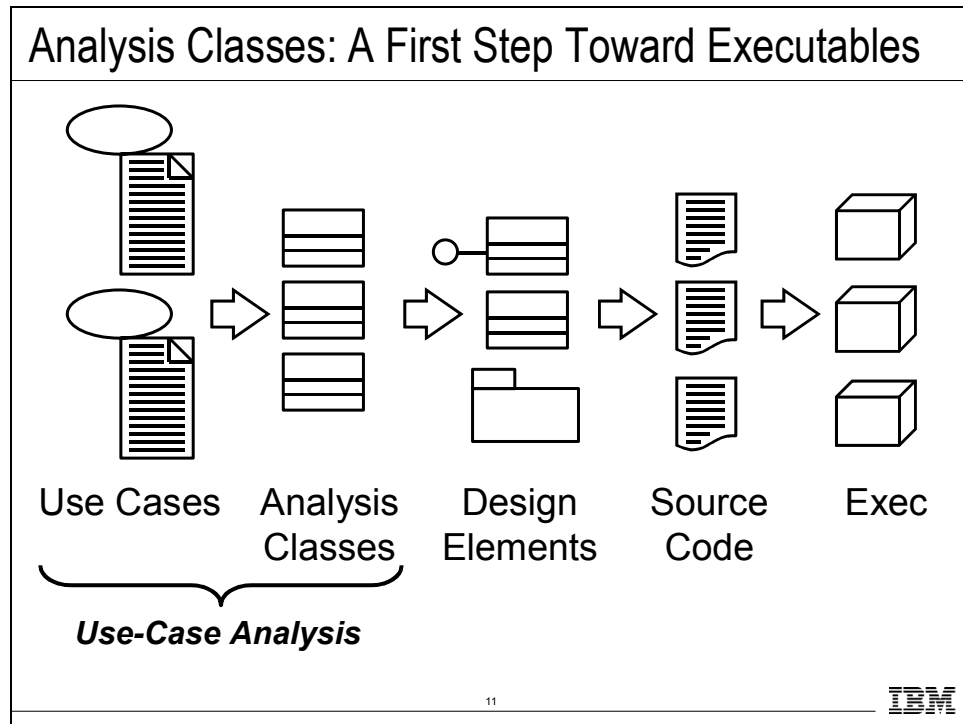 Analysis Classes: A First Step Toward Executables
Use Cases
Analysis
Classes
Design
Elements
Source
Code
Exec
Use-Case Analysis
11
IBM